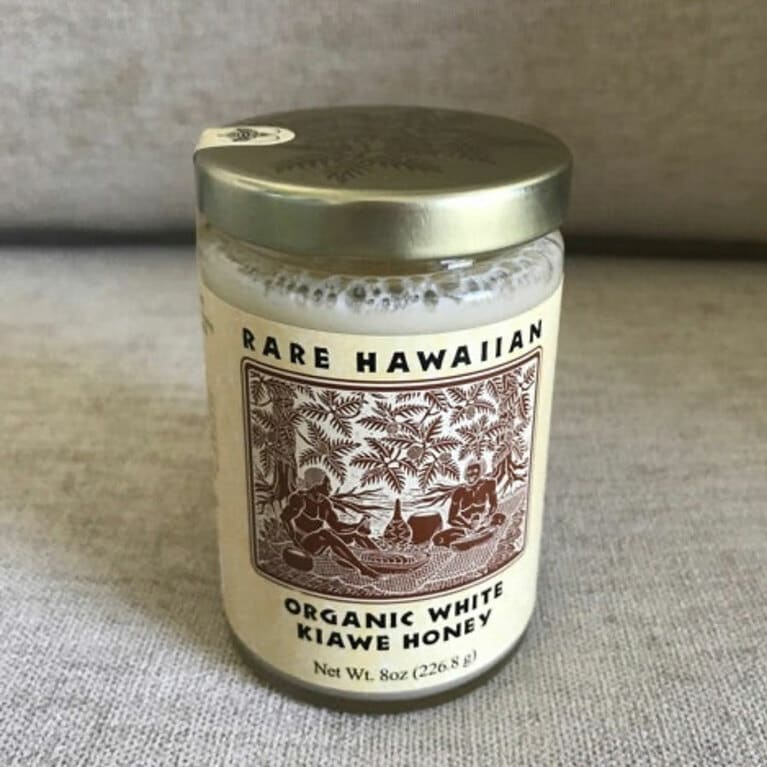 RARE HAWAIIAN
ORGANIC WHITE
KIAWE HONEY
Net Wt. 8oz (226.8 g)